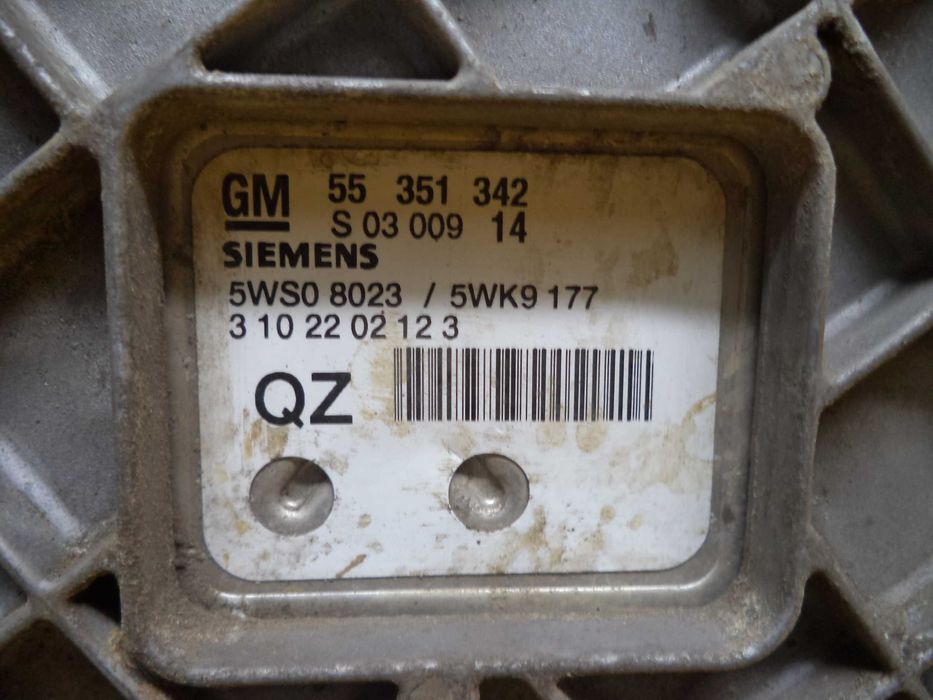 GM 55 351 342
S 03 009 14
SIEMENS
5WS0 8023 / 5WK9 177
3 10 22 02 12 3
QZ